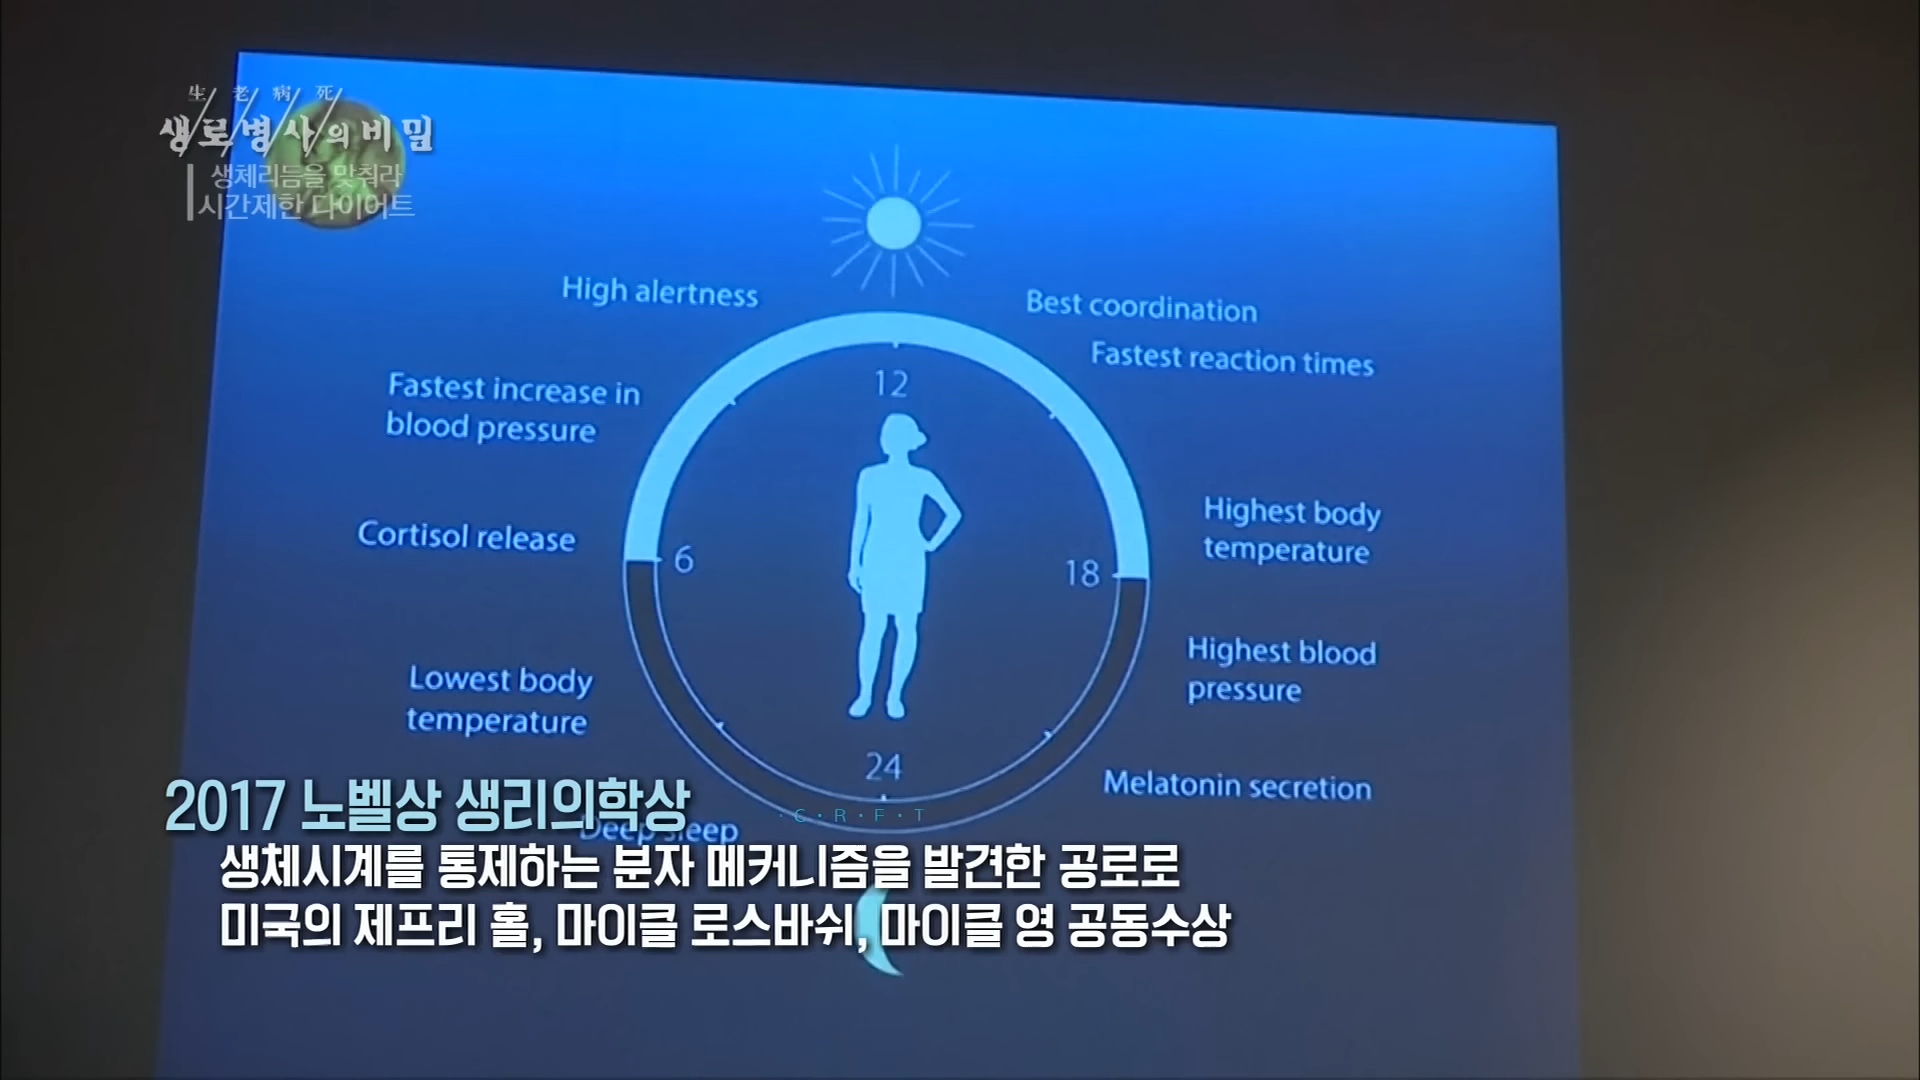 生老病死
생로병사의 비밀
생체리듬을 맞춰라
시간제한 다이어트
High alertness
Best coordination
Fastest reaction times
Fastest increase in
blood pressure
12
Cortisol release
6
18
Highest body
temperature
Lowest body
temperature
Highest blood
pressure
24
Melatonin secretion
Deep sleep
·C·R·F·T
2017 노벨상 생리의학상
생체시계를 통제하는 분자 메커니즘을 발견한 공로로
미국의 제프리 홀, 마이클 로스바쉬, 마이클 영 공동수상